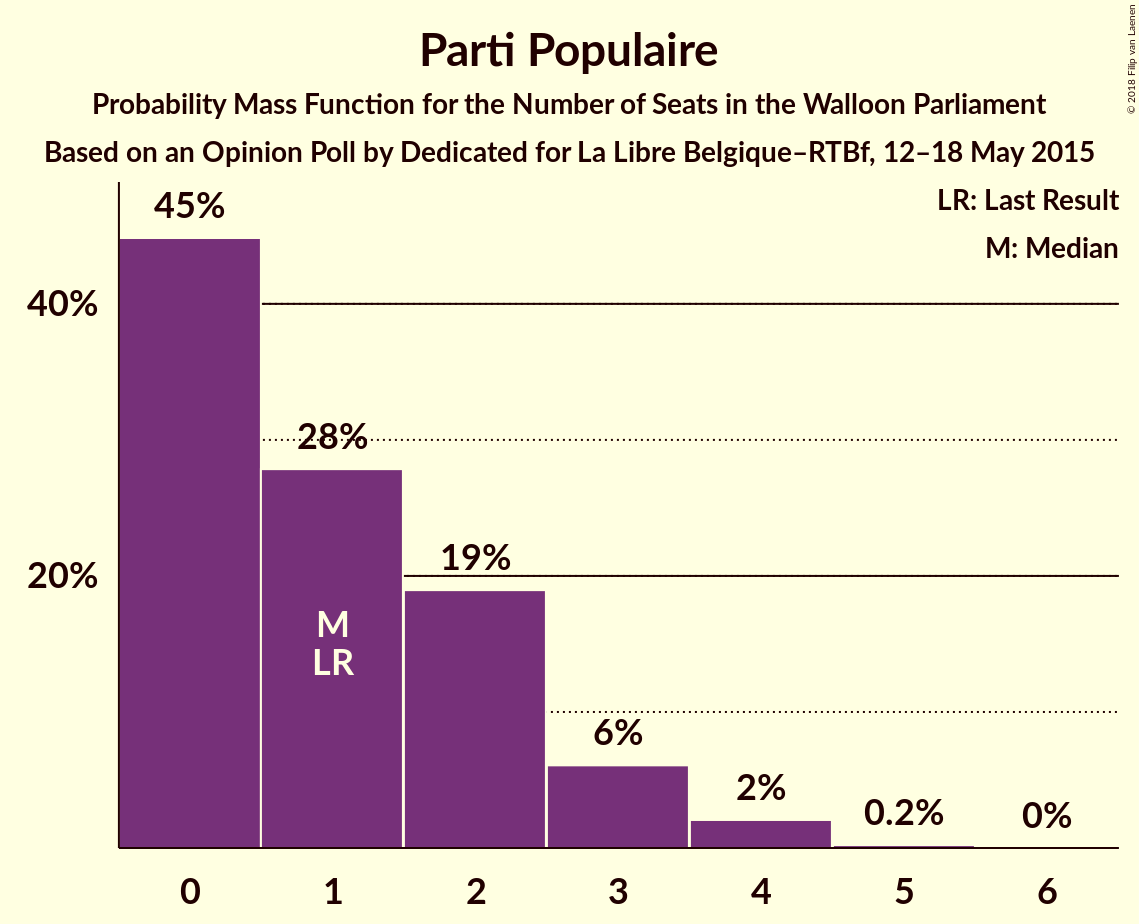 Parti Populaire
Probability Mass Function for the Number of Seats in the Walloon Parliament
Based on an Opinion Poll by Dedicated for La Libre Belgique–RTBf, 12–18 May 2015
© 2018 Filip van Laenen
LR: Last Result
M: Median
45%
40%
28%
19%
20%
M
LR
6%
2%
0.2%
0%
0 1 2 3 4 5 6